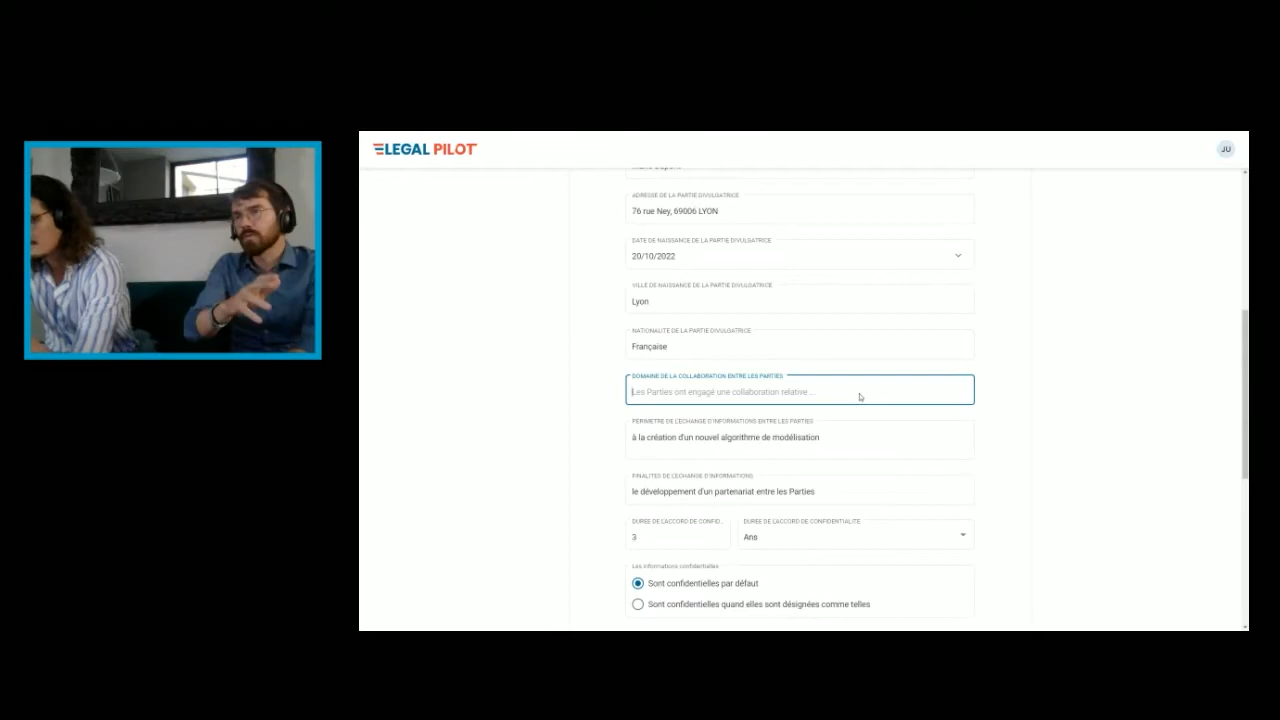 LEGAL PILOT
JU
ADRESSE DE LA PARTIE DIVULGATRICE
76 rue Ney, 69006 LYON
DATE DE NAISSANCE DE LA PARTIE DIVULGATRICE
20/10/2022
VILLE DE NAISSANCE DE LA PARTIE DIVULGATRICE
Lyon
NATIONALITE DE LA PARTIE DIVULGATRICE
Française
DOMAINE DE LA COLLABORATION ENTRE LES PARTIES
Les Parties ont engagé une collaboration relative ...
PERIMETRE DE L'ECHANGE D'INFORMATIONS ENTRE LES PARTIES
à la création d'un nouvel algorithme de modélisation
FINALITES DE L'ECHANGE D'INFORMATIONS
le développement d'un partenariat entre les Parties
DUREE DE L'ACCORD DE CONFID... DUREE DE L'ACCORD DE CONFIDENTIALITE
3 Ans
Les informations confidentielles
Sont confidentielles par défaut
Sont confidentielles quand elles sont désignées comme telles